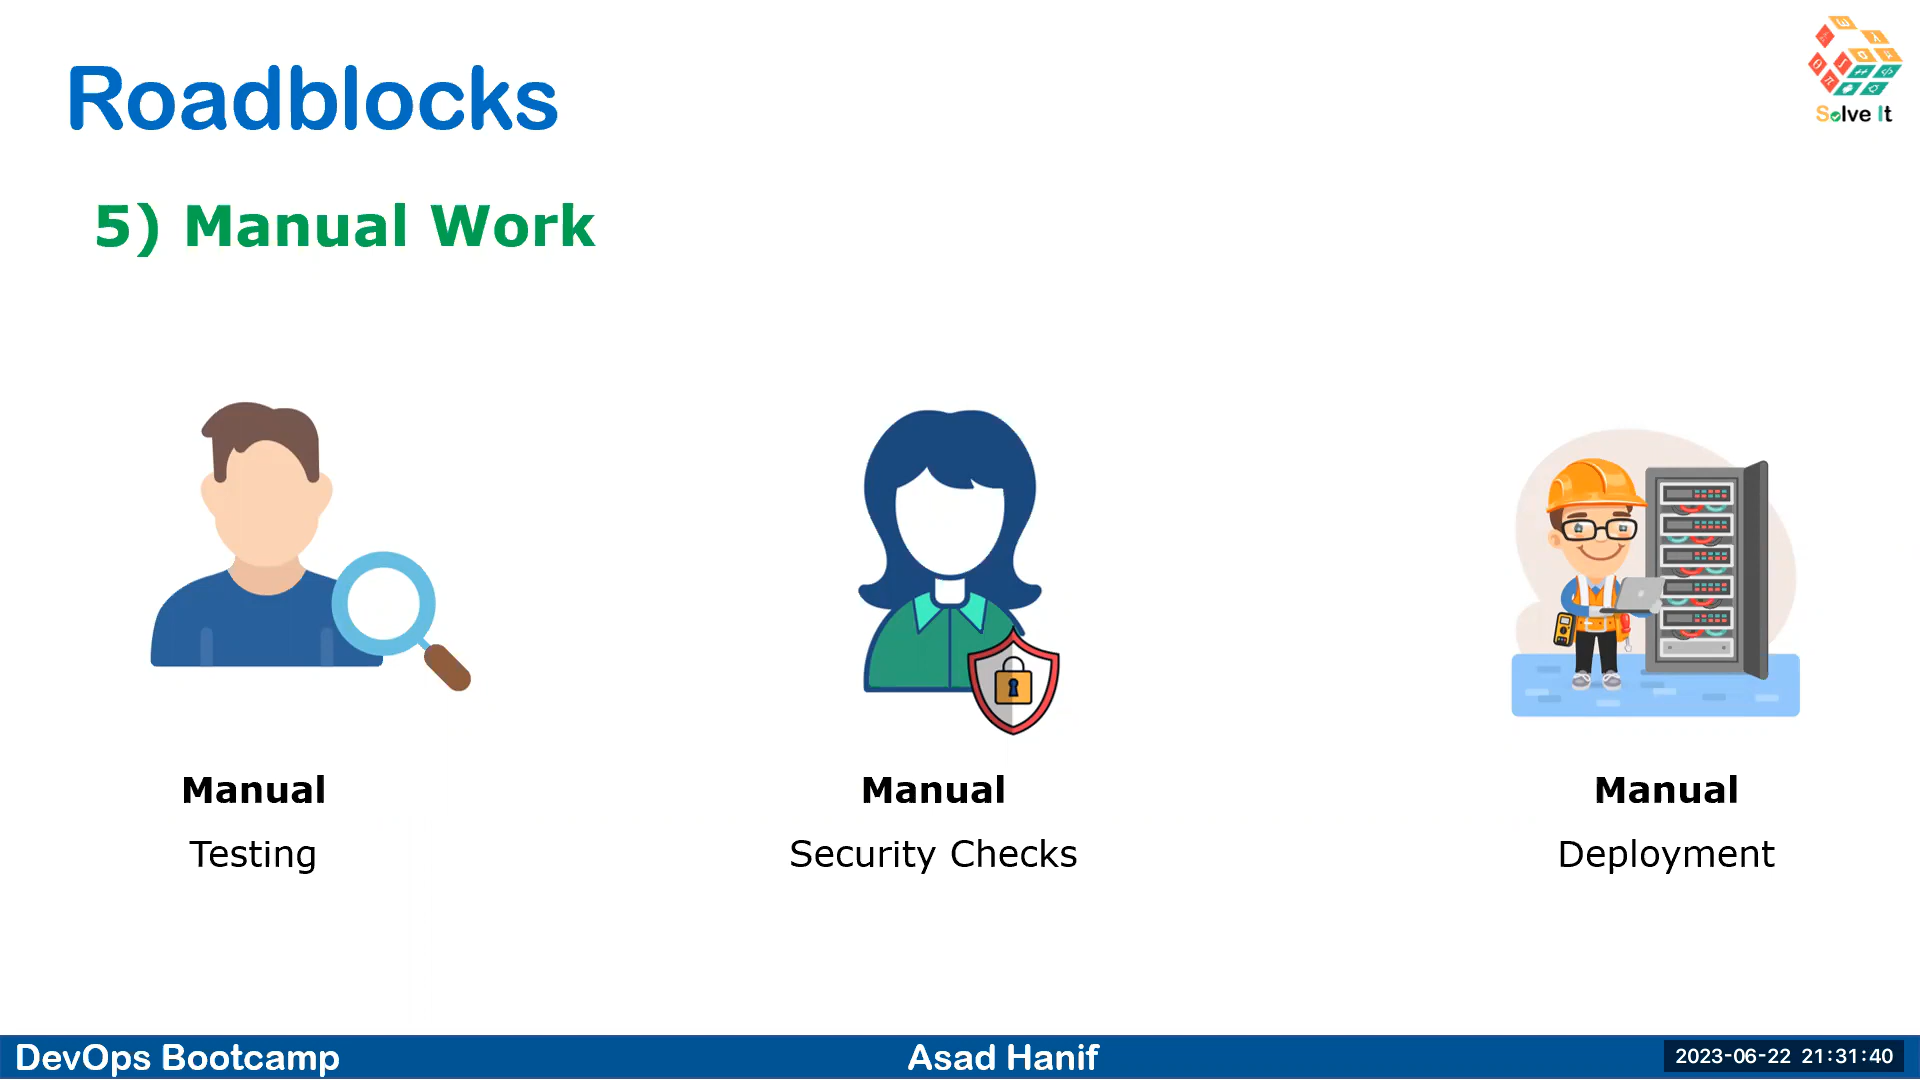 Roadblocks
Solve It
5) Manual Work
Manual
Testing
Manual
Security Checks
Manual
Deployment
DevOps Bootcamp
Asad Hanif
2023-06-22 21:31:40